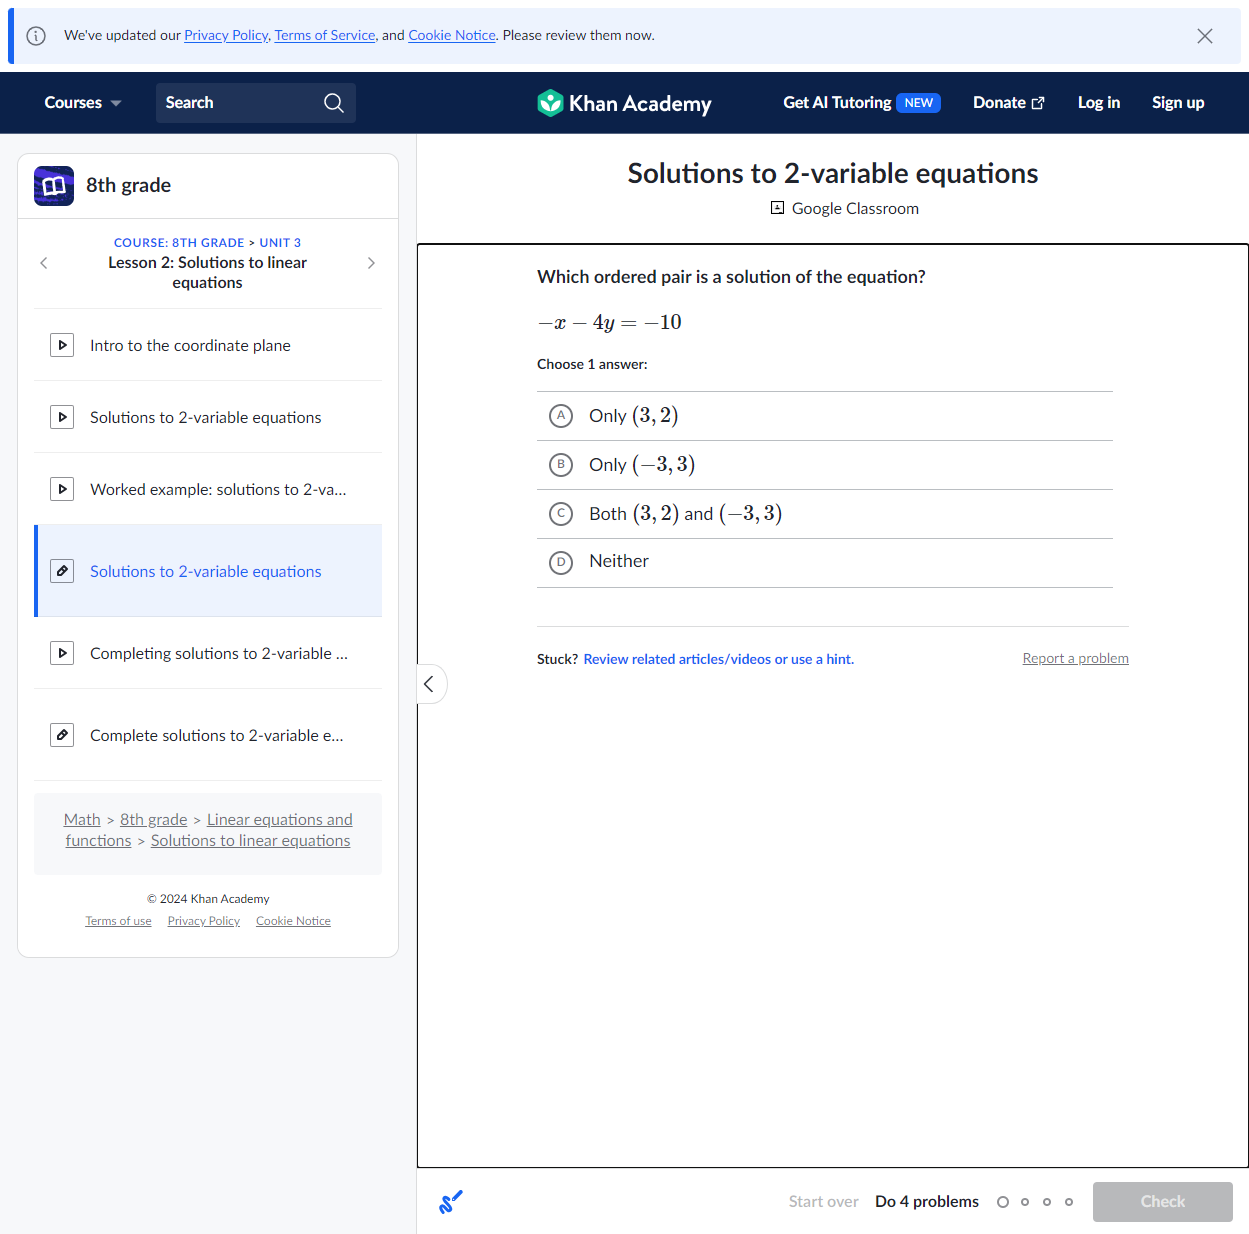 We've updated our Privacy Policy, Terms of Service, and Cookie Notice. Please review them now.
Courses Search Khan Academy Get AI Tutoring NEW Donate Log in Sign up
8th grade
COURSE: 8TH GRADE > UNIT 3
Lesson 2: Solutions to linear
equations
Intro to the coordinate plane
Solutions to 2-variable equations
Worked example: solutions to 2-va...
Solutions to 2-variable equations
Completing solutions to 2-variable ...
Complete solutions to 2-variable e...
Math > 8th grade > Linear equations and
functions > Solutions to linear equations
© 2024 Khan Academy
Terms of use Privacy Policy Cookie Notice
Solutions to 2-variable equations
Google Classroom
Which ordered pair is a solution of the equation?
−x − 4y = −10
Choose 1 answer:
A Only (3, 2)
B Only (−3, 3)
C Both (3, 2) and (−3, 3)
D Neither
Stuck? Review related articles/videos or use a hint. Report a problem
Start over Do 4 problems Check